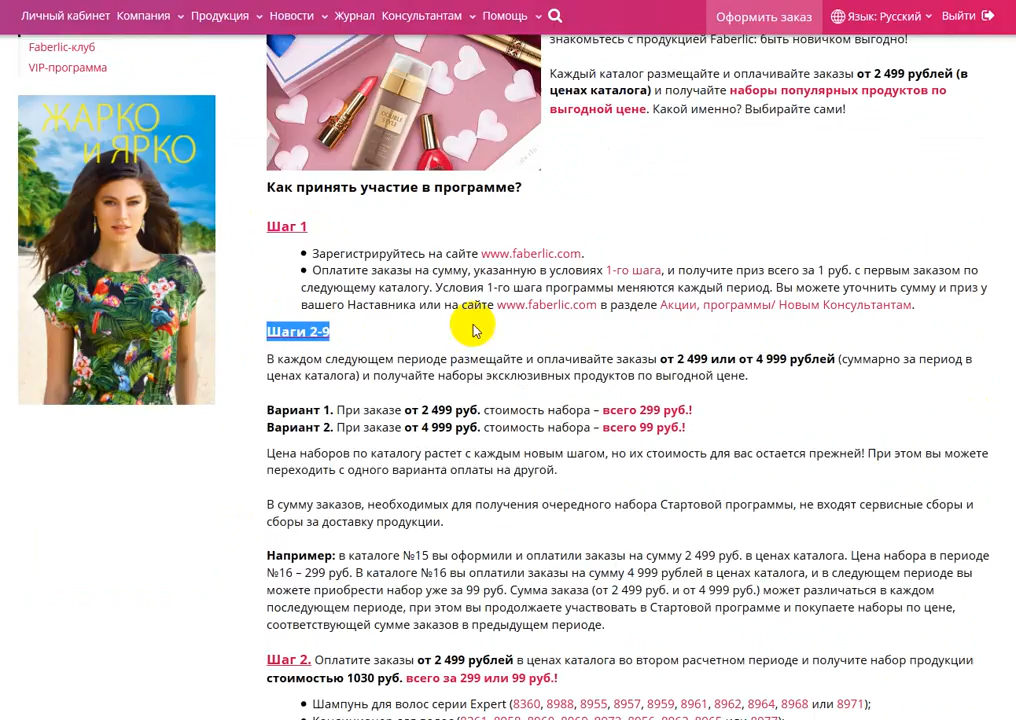 Личный кабинет Компания Продукция Новости Журнал Консультантам Помощь Оформить заказ Язык: Русский Выйти
Faberlic-клуб
VIP-программа
ЖАРКО
и ЯРКО
знакомьтесь с продукцией Faberlic: быть новичком выгодно!
Каждый каталог размещайте и оплачивайте заказы от 2 499 рублей (в
ценах каталога) и получайте наборы популярных продуктов по
выгодной цене. Какой именно? Выбирайте сами!
Как принять участие в программе?
Шаг 1
Зарегистрируйтесь на сайте www.faberlic.com.
Оплатите заказы на сумму, указанную в условиях 1-го шага, и получите приз всего за 1 руб. с первым заказом по
следующему каталогу. Условия 1-го шага программы меняются каждый период. Вы можете уточнить сумму и приз у
вашего Наставника или на сайте www.faberlic.com в разделе Акции, программы/ Новым Консультантам.
Шаги 2-9
В каждом следующем периоде размещайте и оплачивайте заказы от 2 499 или от 4 999 рублей (суммарно за период в
ценах каталога) и получайте наборы эксклюзивных продуктов по выгодной цене.
Вариант 1. При заказе от 2 499 руб. стоимость набора – всего 299 руб.!
Вариант 2. При заказе от 4 999 руб. стоимость набора – всего 99 руб.!
Цена наборов по каталогу растет с каждым новым шагом, но их стоимость для вас остается прежней! При этом вы можете
переходить с одного варианта оплаты на другой.
В сумму заказов, необходимых для получения очередного набора Стартовой программы, не входят сервисные сборы и
сборы за доставку продукции.
Например: в каталоге №15 вы оформили и оплатили заказы на сумму 2 499 руб. в ценах каталога. Цена набора в периоде
№16 – 299 руб. В каталоге №16 вы оплатили заказы на сумму 4 999 рублей в ценах каталога, и в следующем периоде вы
можете приобрести набор уже за 99 руб. Сумма заказа (от 2 499 руб. и от 4 999 руб.) может различаться в каждом
последующем периоде, при этом вы продолжаете участвовать в Стартовой программе и покупаете наборы по цене,
соответствующей сумме заказов в предыдущем периоде.
Шаг 2. Оплатите заказы от 2 499 рублей в ценах каталога во втором расчетном периоде и получите набор продукции
стоимостью 1030 руб. всего за 299 или 99 руб.!
Шампунь для волос серии Expert (8360, 8988, 8955, 8957, 8959, 8961, 8962, 8964, 8968 или 8971);